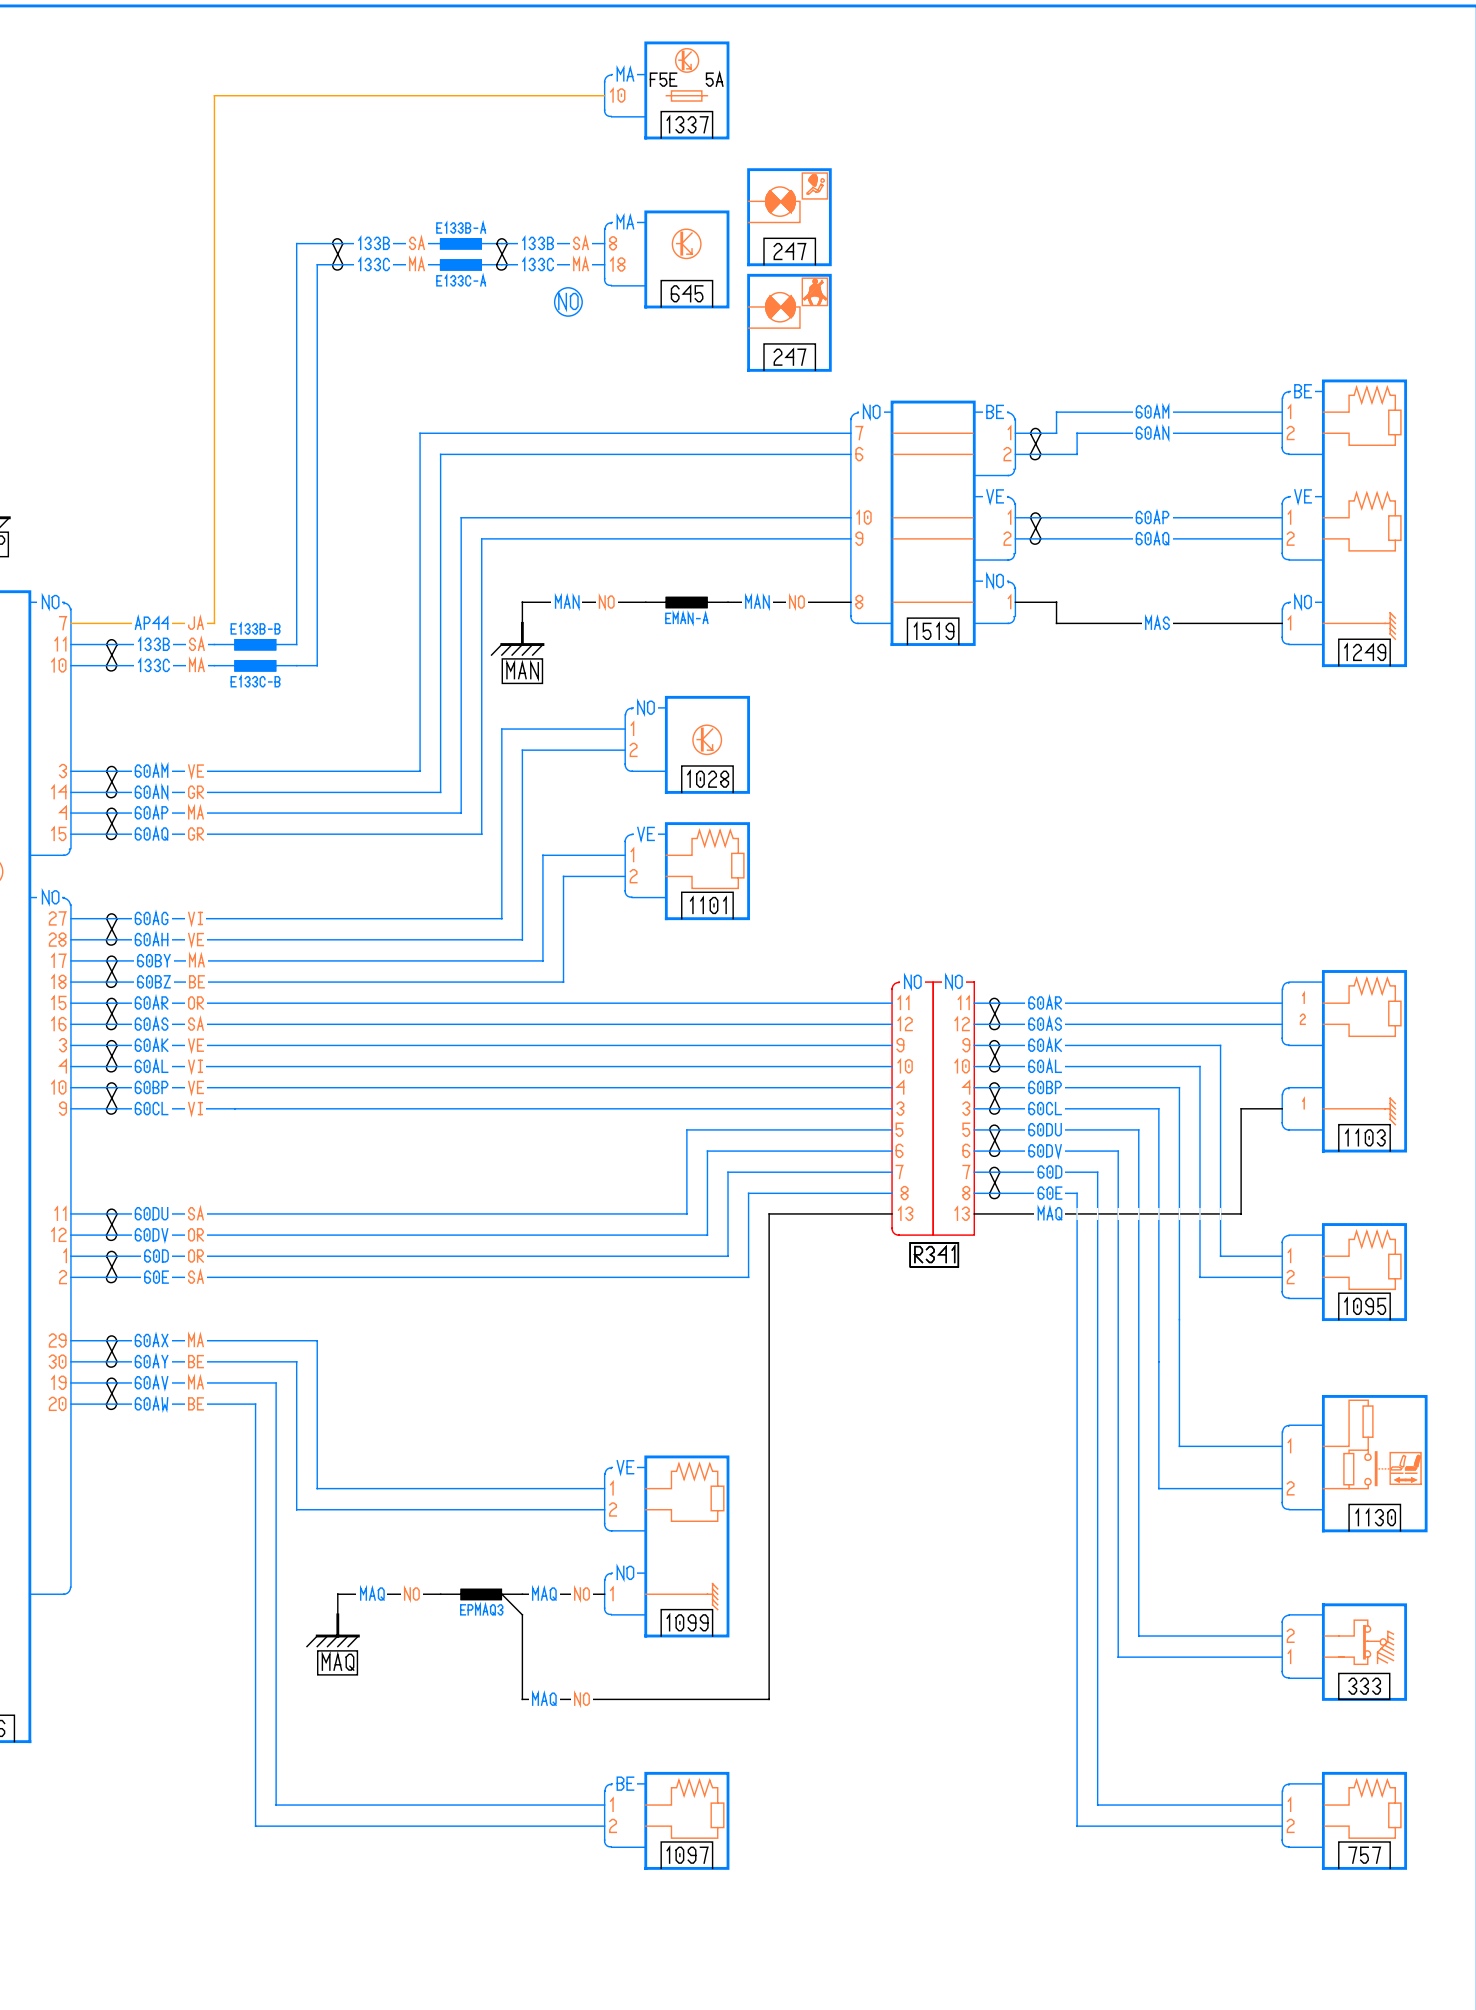 MA
10
F5E 5A
1337
247
E133B-A
133B SA 133B SA 8
133C MA 133C MA 18
E133C-A
MA
645
NO
247
NO
7
6
10
9
8
1519
BE
1
2
60AM
60AN
BE
1
2
VE
1
2
60AP
60AQ
VE
1
2
NO
1
MAS
NO
1
1249
MAN NO MAN NO
EMAN-A
MAN
NO
7 AP44 JA
11 133B SA
10 133C MA
E133B-B
E133C-B
3 60AM VE
14 60AN GR
4 60AP MA
15 60AQ GR
NO
1
2
1028
VE
1
2
1101
NO
27 60AG VI
28 60AH VE
17 60BY MA
18 60BZ BE
15 60AR OR
16 60AS SA
3 60AK VE
4 60AL VI
10 60BP VE
9 60CL VI
11 60DU SA
12 60DV OR
1 60D OR
2 60E SA
29 60AX MA
30 60AY BE
19 60AV MA
20 60AW BE
NO NO
11 11 60AR
12 12 60AS
9 9 60AK
10 10 60AL
4 4 60BP
3 3 60CL
5 5 60DU
6 6 60DV
7 7 60D
8 8 60E
13 13 MAQ
R341
1
2
1
1103
1
2
1095
1
2
1130
2
1
333
1
2
757
VE
1
2
NO
1
1099
MAQ NO MAQ NO
EPMAQ3
MAQ
MAQ NO
BE
1
2
1097